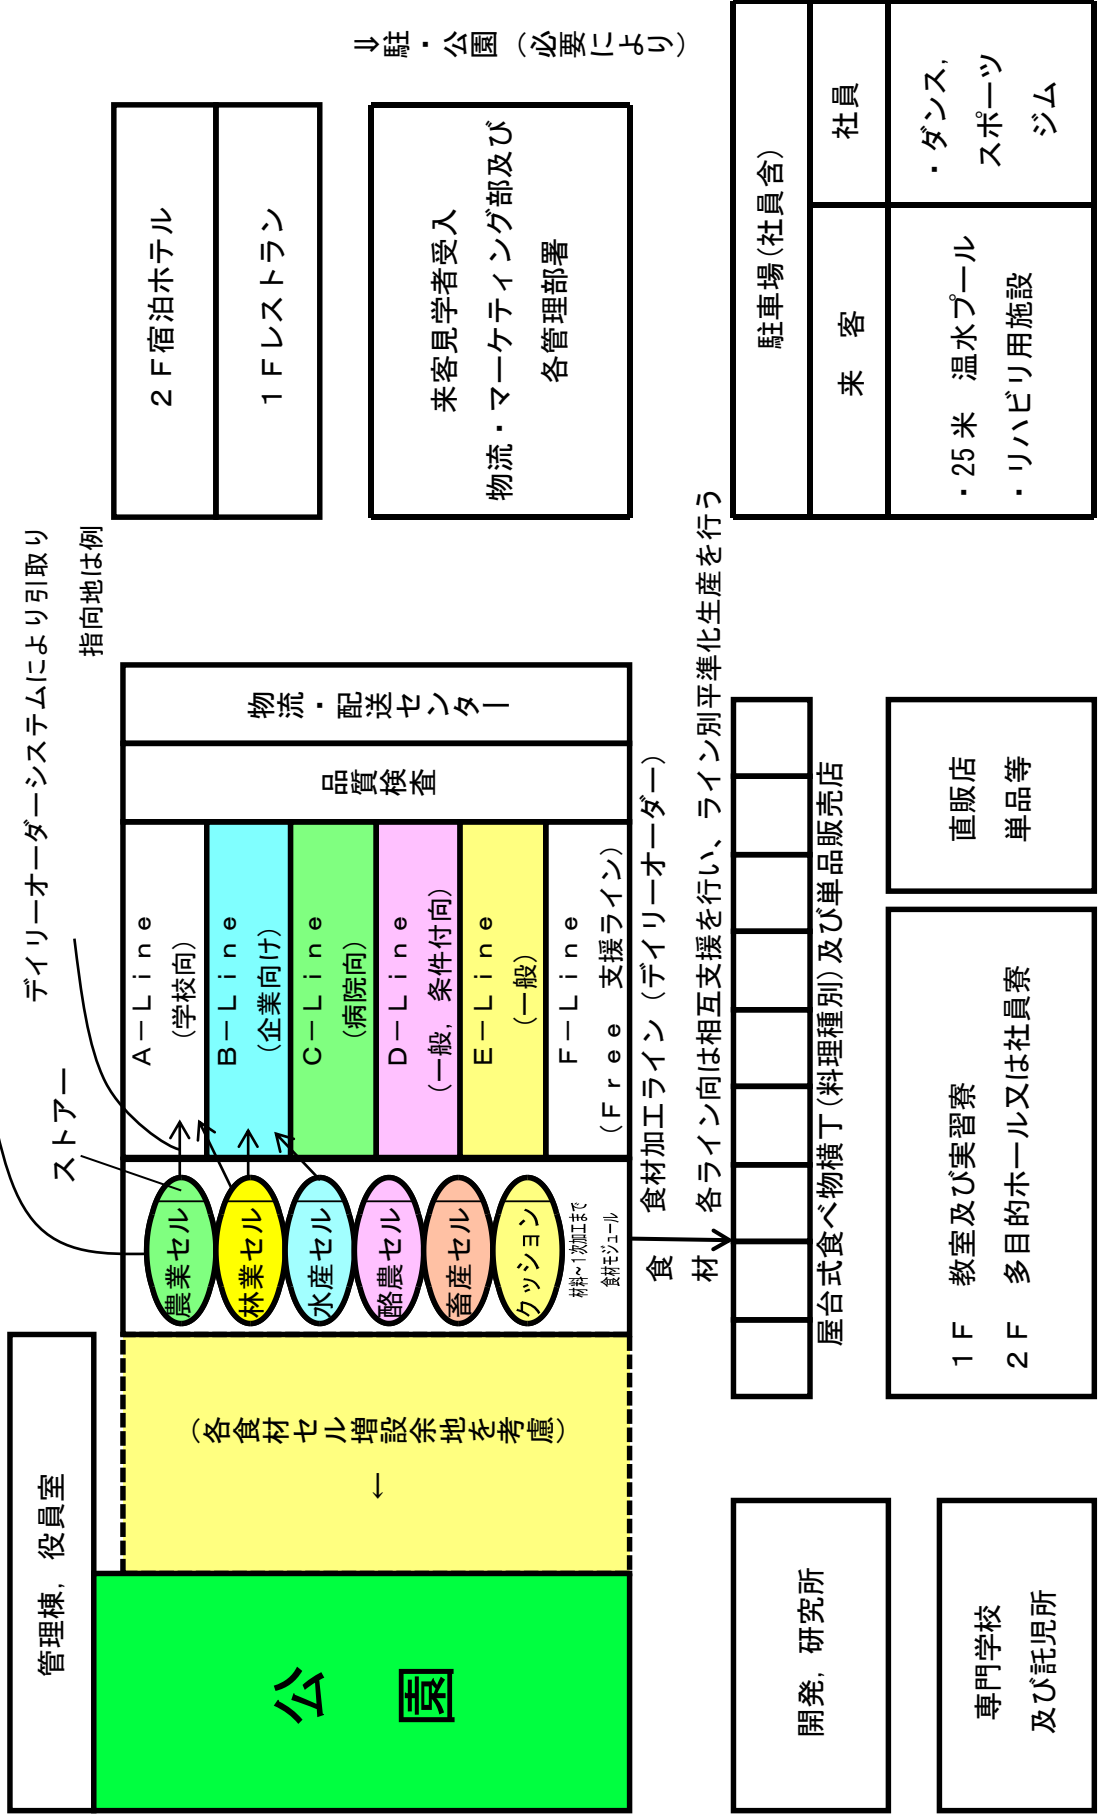 管理棟，役員室
公　園
（各食材セル増設余地を考慮）
←
ストアー
デイリーオーダーシステムにより引取り
指向地は例
農業セル
林業セル
水産セル
酪農セル
畜産セル
クッション
材料~1次加工まで
食材モジュール
Ａ－Ｌｉｎｅ
（学校向）
Ｂ－Ｌｉｎｅ
（企業向け）
Ｃ－Ｌｉｎｅ
（病院向）
Ｄ－Ｌｉｎｅ
（一般，条件付向）
Ｅ－Ｌｉｎｅ
（一般）
Ｆ－Ｌｉｎｅ
（Ｆｒｅｅ　支援ライン）
品質検査
物流・配送センター
２Ｆ宿泊ホテル
１Ｆレストラン
⇒駐・公園（必要により）
来客見学者受入
物流・マーケティング部及び
各管理部署
食　材
食材加工ライン（デイリーオーダー）
各ライン向は相互支援を行い、ライン別平準化生産を行う
屋台式食べ物横丁（料理種別）及び単品販売店
駐車場（社員含）
来　客
社員
・25 米　温水プール
・リハビリ用施設
・ダンス，
スポーツ
ジム
開発，研究所
専門学校
及び託児所
１Ｆ　教室及び実習寮
２Ｆ　多目的ホール又は社員寮
直販店
単品等